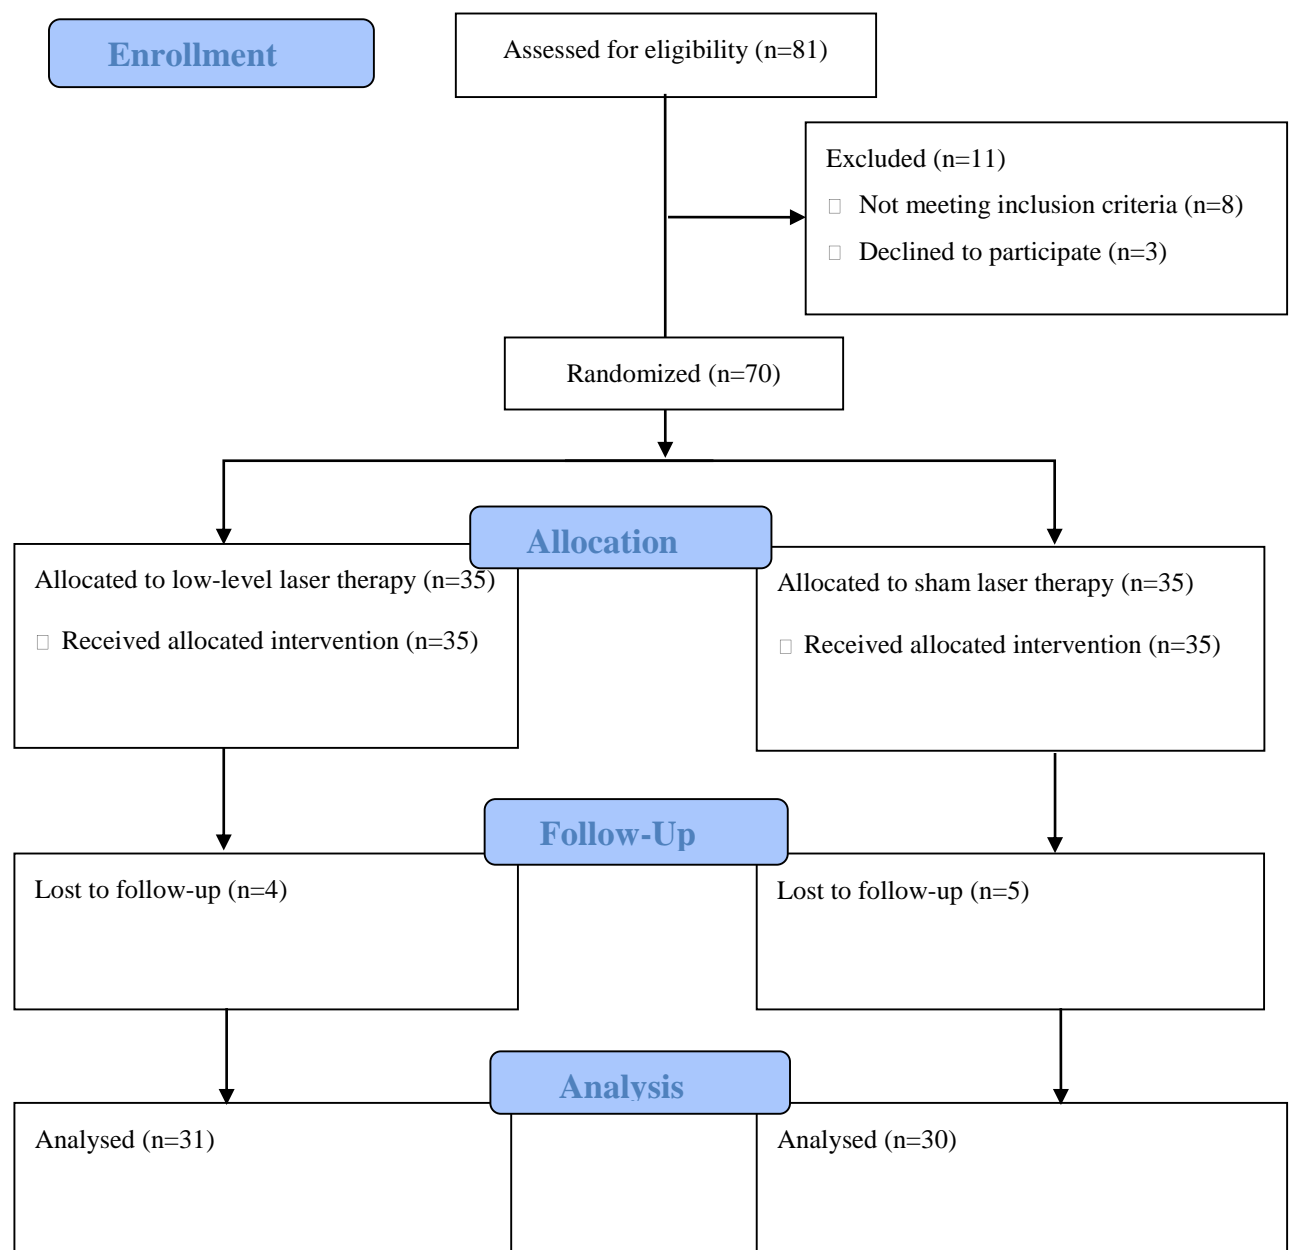 Enrollment
Assessed for eligibility (n=81)
Excluded (n=11)
Not meeting inclusion criteria (n=8)
Declined to participate (n=3)
Randomized (n=70)
Allocation
Allocated to low-level laser therapy (n=35)
Received allocated intervention (n=35)
Allocated to sham laser therapy (n=35)
Received allocated intervention (n=35)
Follow-Up
Lost to follow-up (n=4)
Lost to follow-up (n=5)
Analysis
Analysed (n=31)
Analysed (n=30)